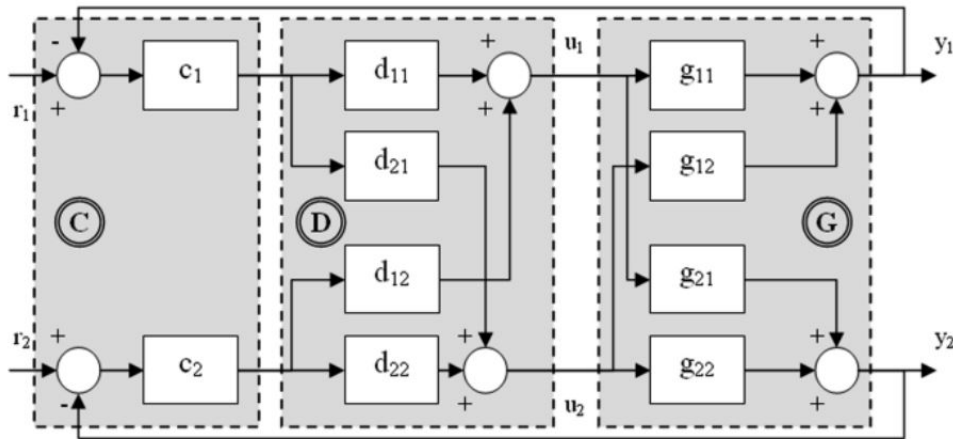 - + u₁ y₁
c₁ d₁₁ g₁₁
r₁ + + +
d₂₁ g₁₂
C D G
d₁₂ g₂₁
r₂ + + + y₂
c₂ d₂₂ g₂₂
- + u₂ +